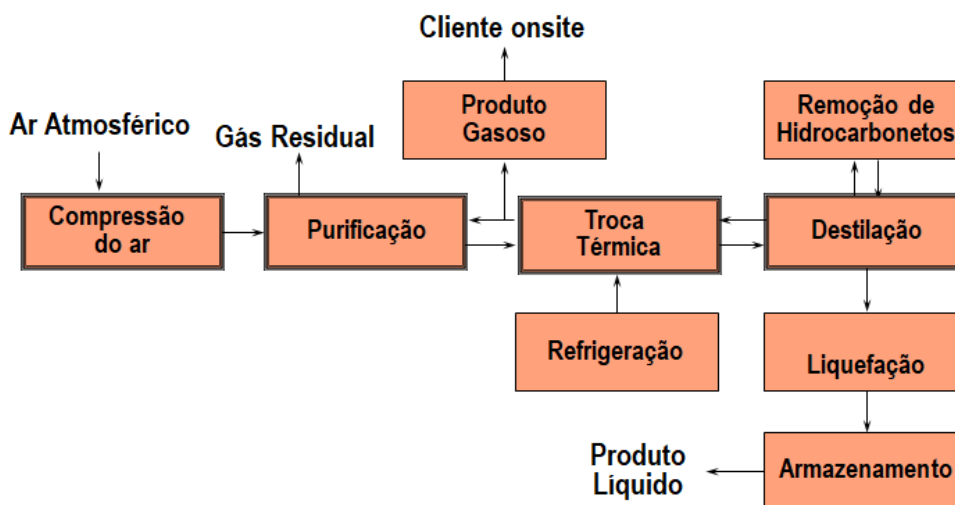 Cliente onsite
Produto
Gasoso
Remoção de
Hidrocarbonetos
Ar Atmosférico
Gás Residual
Compressão
do ar
Purificação
Troca
Térmica
Destilação
Refrigeração
Liquefação
Produto
Líquido
Armazenamento